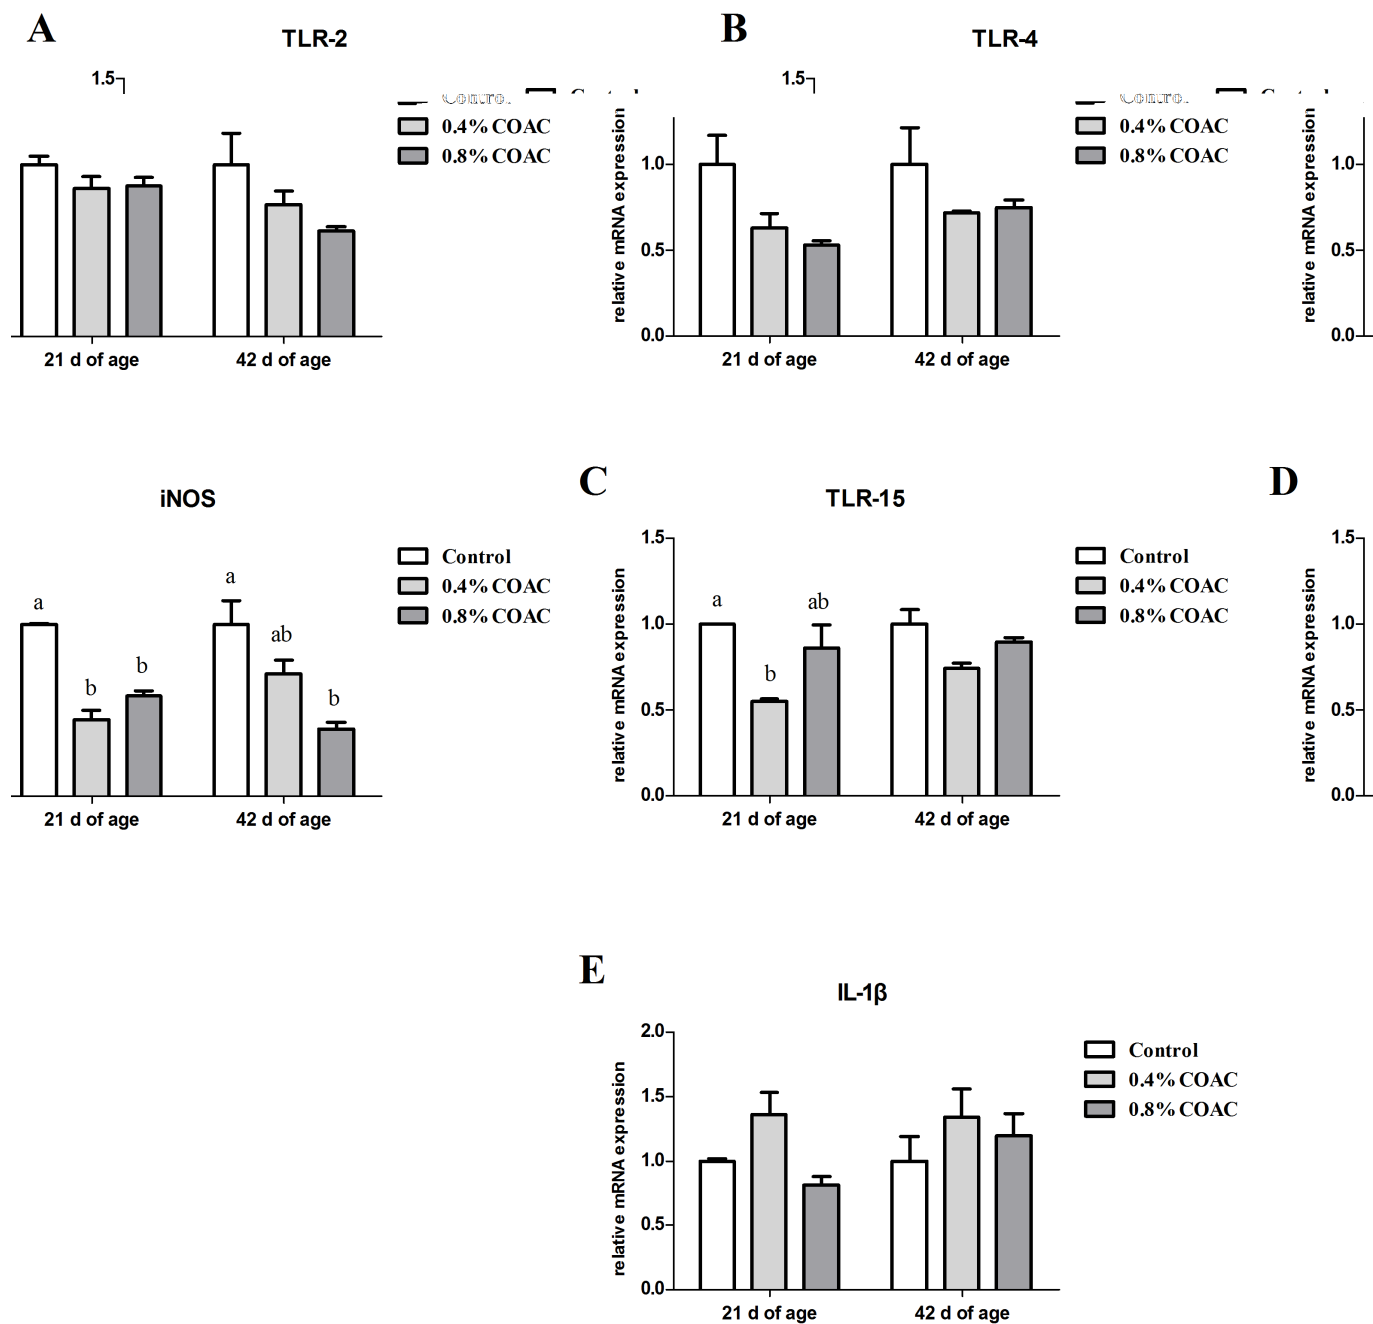 A
TLR-2
B
TLR-4
1.5
1.5
Control
Control
0.4% COAC
0.8% COAC
relative mRNA expression
1.0
0.5
0.0
0.4% COAC
0.8% COAC
relative mRNA expression
1.0
0.5
0.0
21 d of age
42 d of age
21 d of age
42 d of age
iNOS
C
TLR-15
D
Control
0.4% COAC
0.8% COAC
a
b
b
a
ab
b
21 d of age
42 d of age
relative mRNA expression
1.5
1.0
0.5
0.0
a
b
ab
Control
0.4% COAC
0.8% COAC
21 d of age
42 d of age
relative mRNA expression
1.5
1.0
0.5
0.0
E
IL-1β
relative mRNA expression
2.0
1.5
1.0
0.5
0.0
Control
0.4% COAC
0.8% COAC
21 d of age
42 d of age